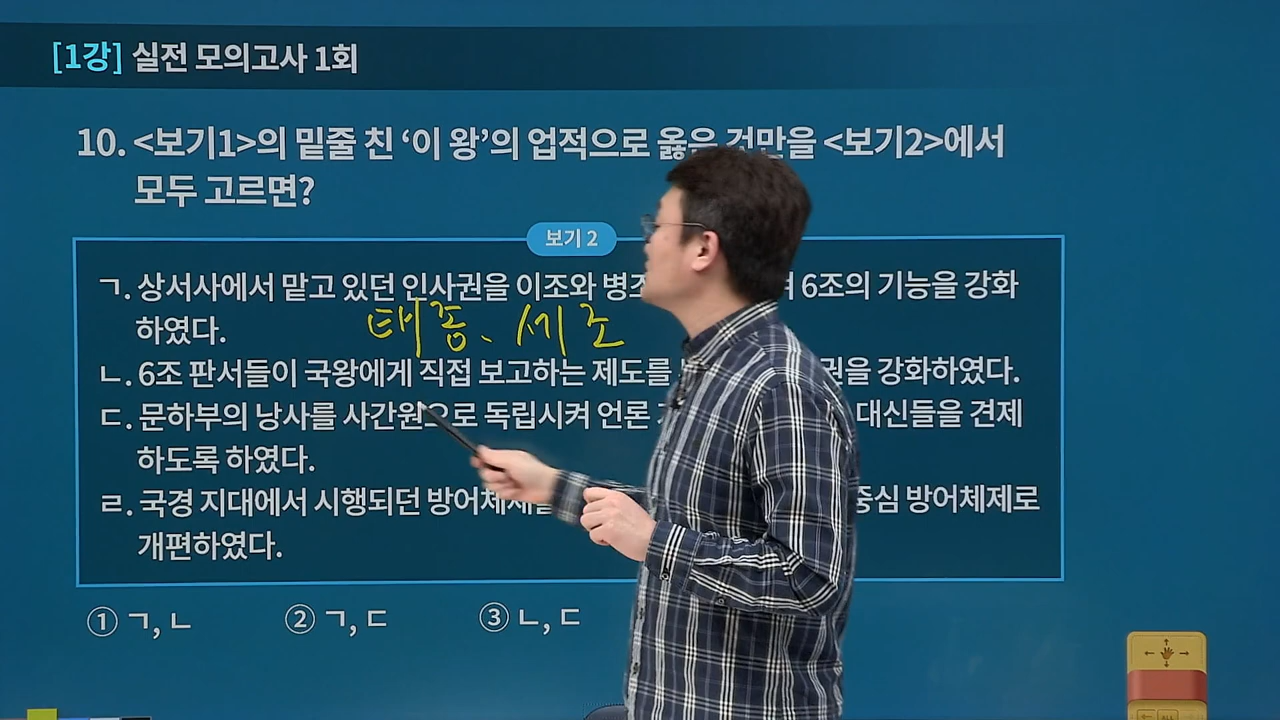 [1강] 실전 모의고사 1회
10. <보기1>의 밑줄 친 ‘이 왕’의 업적으로 옳은 것만을 <보기2>에서
모두 고르면?
보기 2
ㄱ. 상서사에서 맡고 있던 인사권을 이조와 6조의 기능을 강화
하였다.
태종、세조
ㄴ. 6조 판서들이 국왕에게 직접 보고하는 제도를 강화하였다.
ㄷ. 문하부의 낭사를 사간원으로 독립시켜 언론 대신들을 견제
하도록 하였다.
ㄹ. 국경 지대에서 시행되던 방어체제를 중심 방어체제로
개편하였다.
① ㄱ, ㄴ ② ㄱ, ㄷ ③ ㄴ, ㄷ